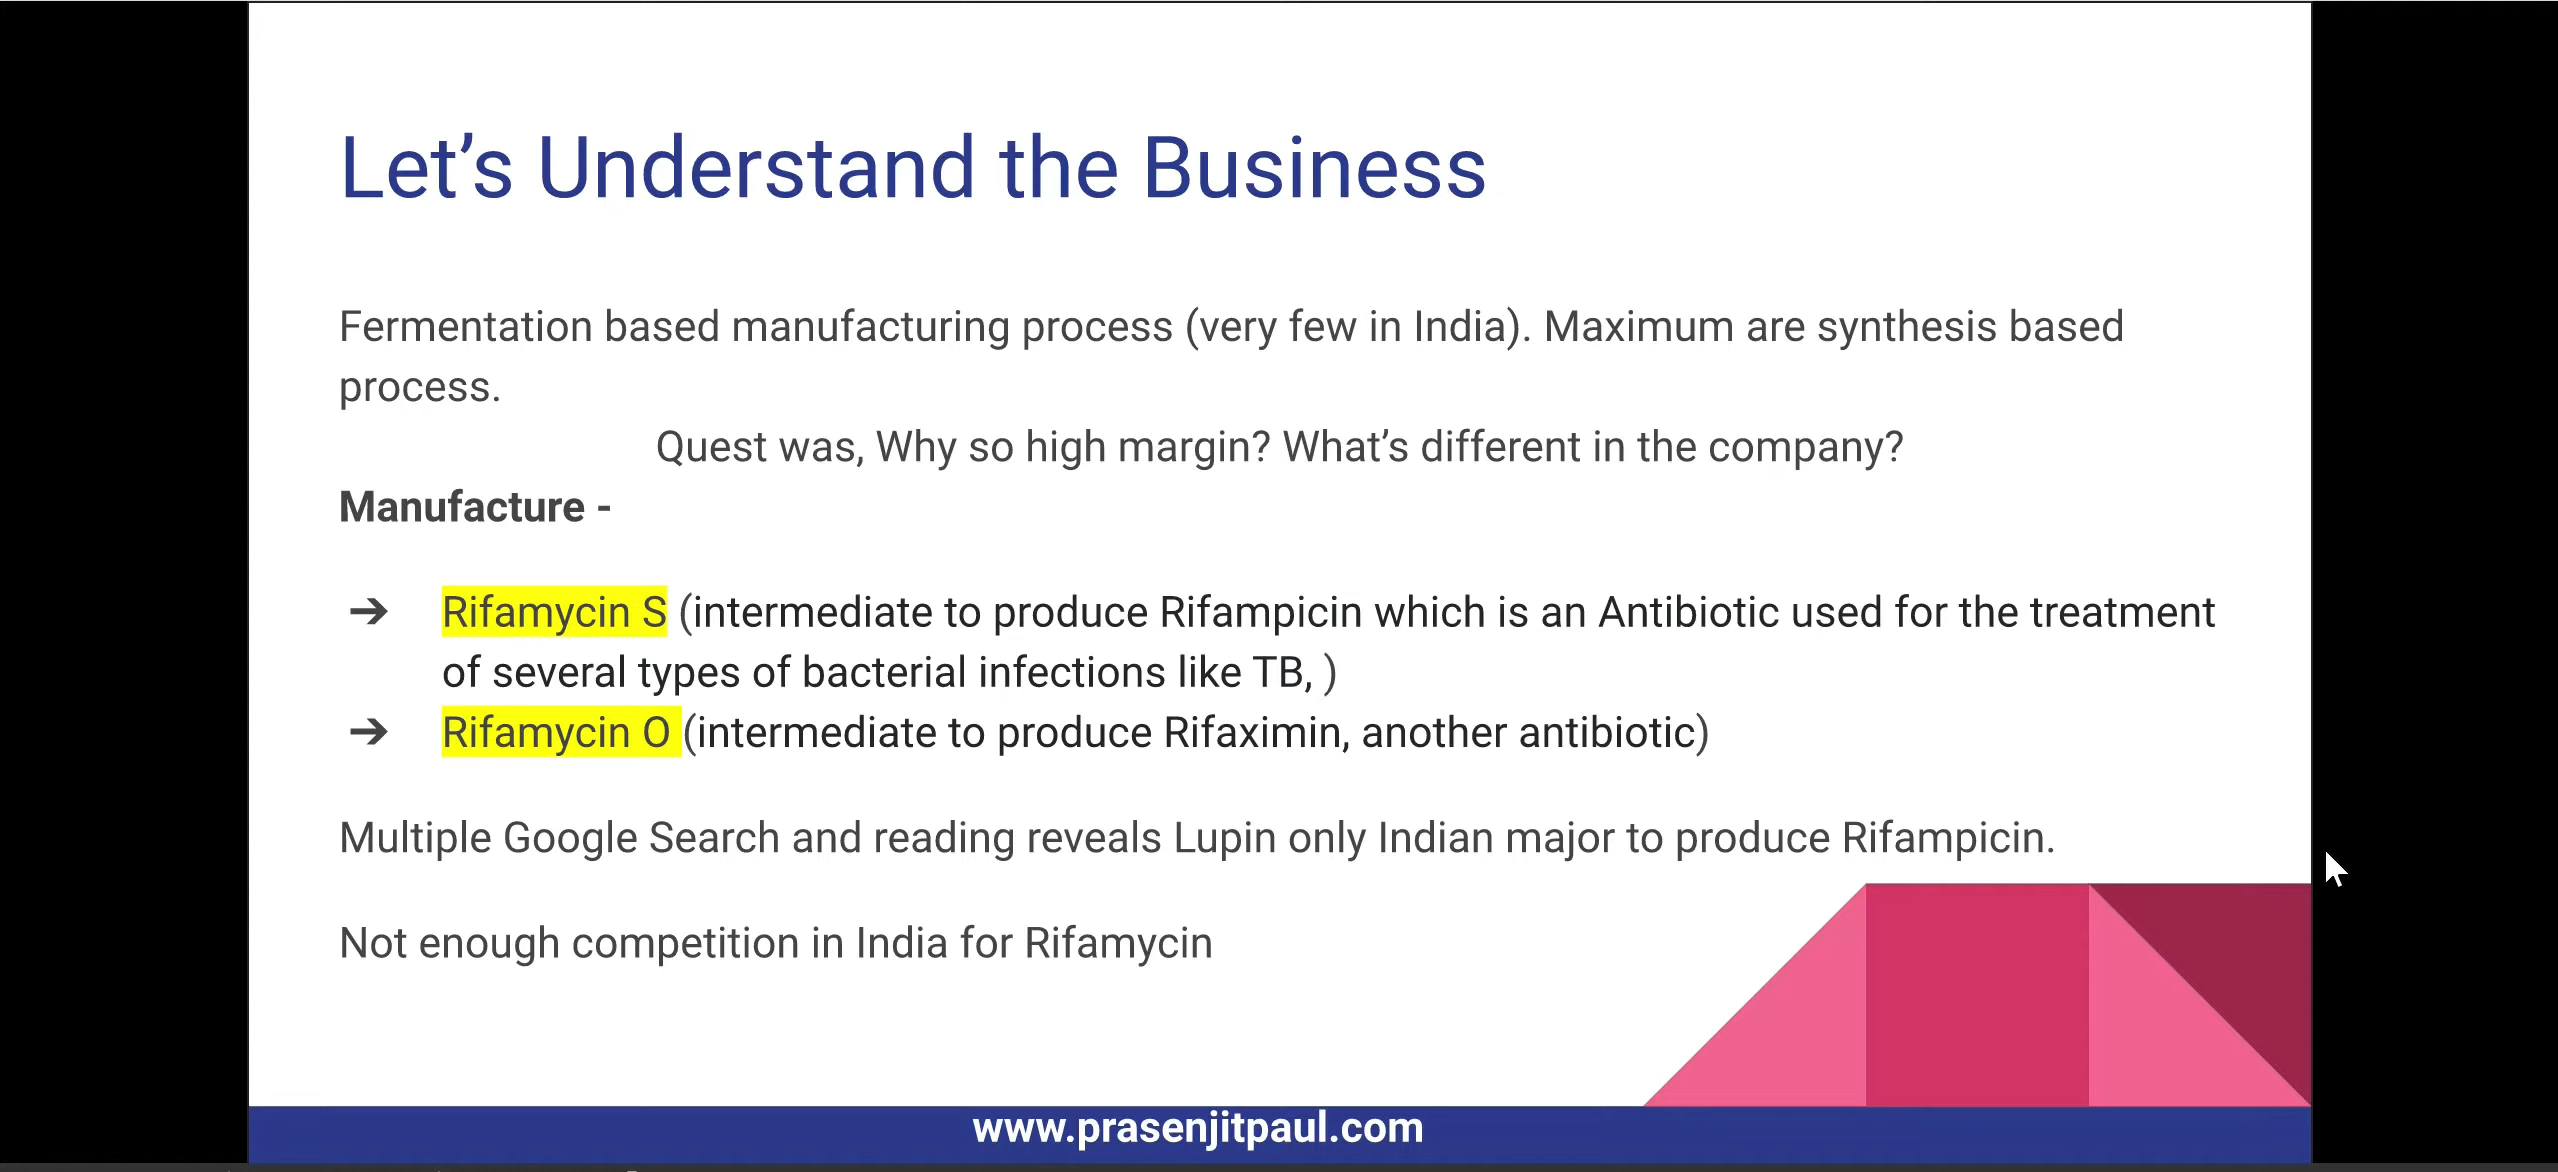 Let’s Understand the Business
Fermentation based manufacturing process (very few in India). Maximum are synthesis based
process.
Quest was, Why so high margin? What’s different in the company?
Manufacture -
➔ Rifamycin S (intermediate to produce Rifampicin which is an Antibiotic used for the treatment
of several types of bacterial infections like TB, )
➔ Rifamycin O (intermediate to produce Rifaximin, another antibiotic)
Multiple Google Search and reading reveals Lupin only Indian major to produce Rifampicin.
Not enough competition in India for Rifamycin
www.prasenjitpaul.com